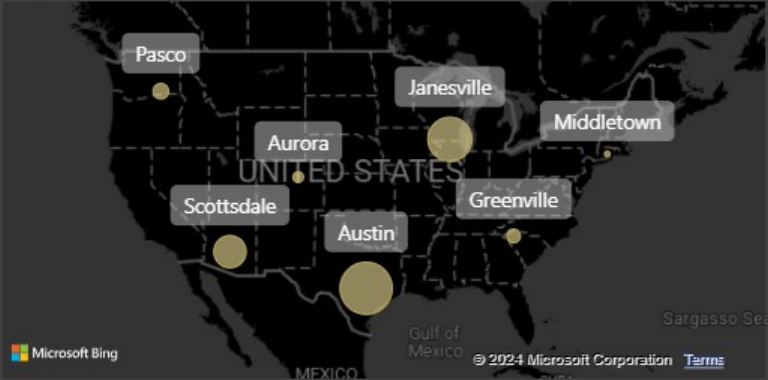 Pasco
Janesville
Middletown
Aurora
UNITED STATES
Scottsdale
Greenville
Austin
Sargasso Sea
Gulf of
Mexico
Microsoft Bing
© 2024 Microsoft Corporation Terms
MEXICO
CUBA